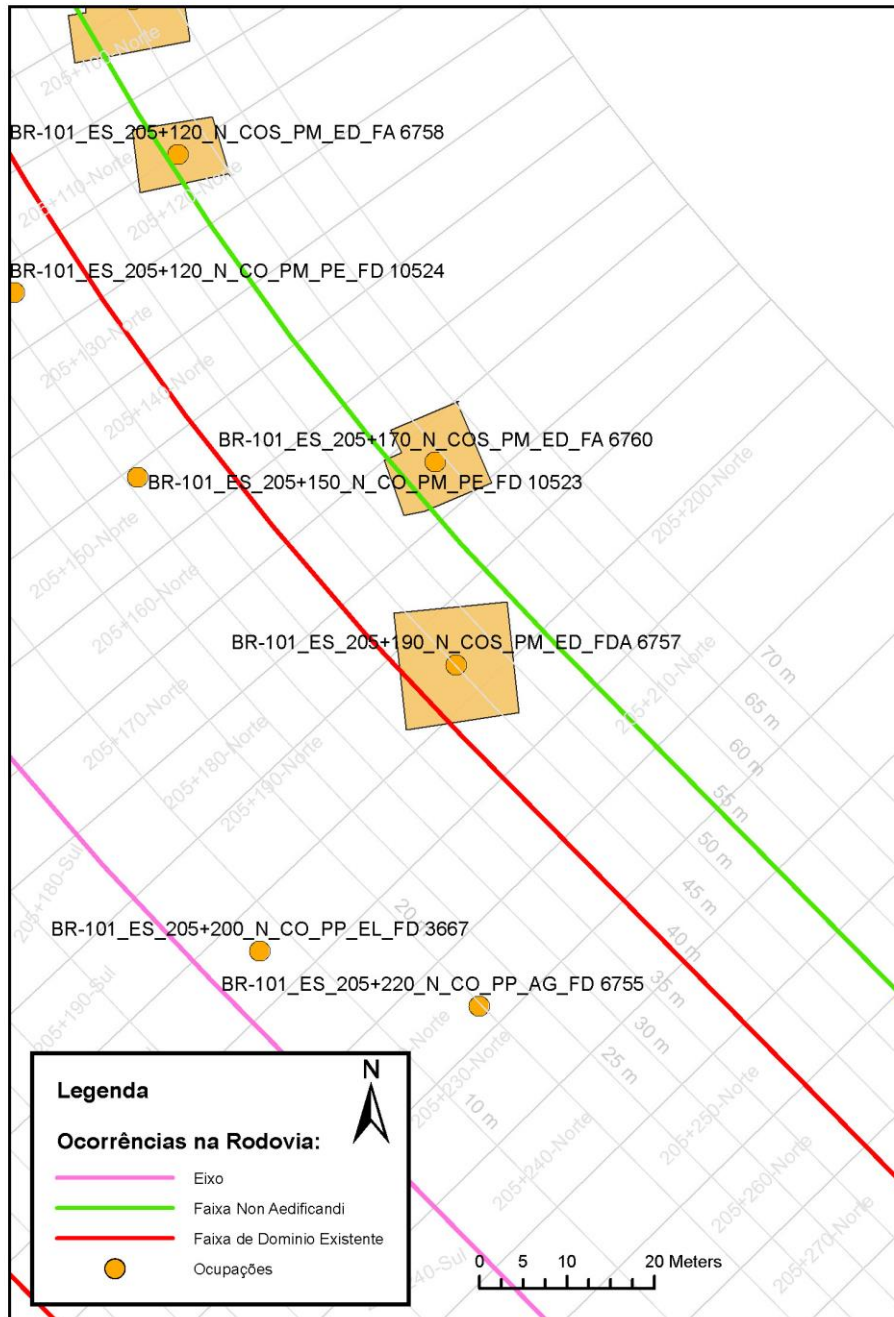 205+100-Norte
BR-101_ES_205+120_N_COS_PM_ED_FA 6758
205+110-Norte
205+120-Norte
BR-101_ES_205+120_N_CO_PM_PE_FD 10524
205+130-Norte
205+140-Norte
BR-101_ES_205+170_N_COS_PM_ED_FA 6760
BR-101_ES_205+150_N_CO_PM_PE_FD 10523
205+200-Norte
205+150-Norte
205+160-Norte
BR-101_ES_205+190_N_COS_PM_ED_FDA 6757
70 m
205+210-Norte
65 m
205+170-Norte
60 m
205+180-Norte
205+190-Norte
55 m
50 m
205+180-Sul
45 m
20 m
40 m
BR-101_ES_205+200_N_CO_PP_EL_FD 3667
BR-101_ES_205+220_N_CO_PP_AG_FD 6755
35 m
205+190-Sul
30 m
205+230-Norte
25 m
10 m
205+240-Norte
205+250-Norte
205+260-Norte
205+270-Norte
N
Legenda
Ocorrências na Rodovia:
Eixo
Faixa Non Aedificandi
Faixa de Dominio Existente
Ocupações
0 5 10 20 Meters